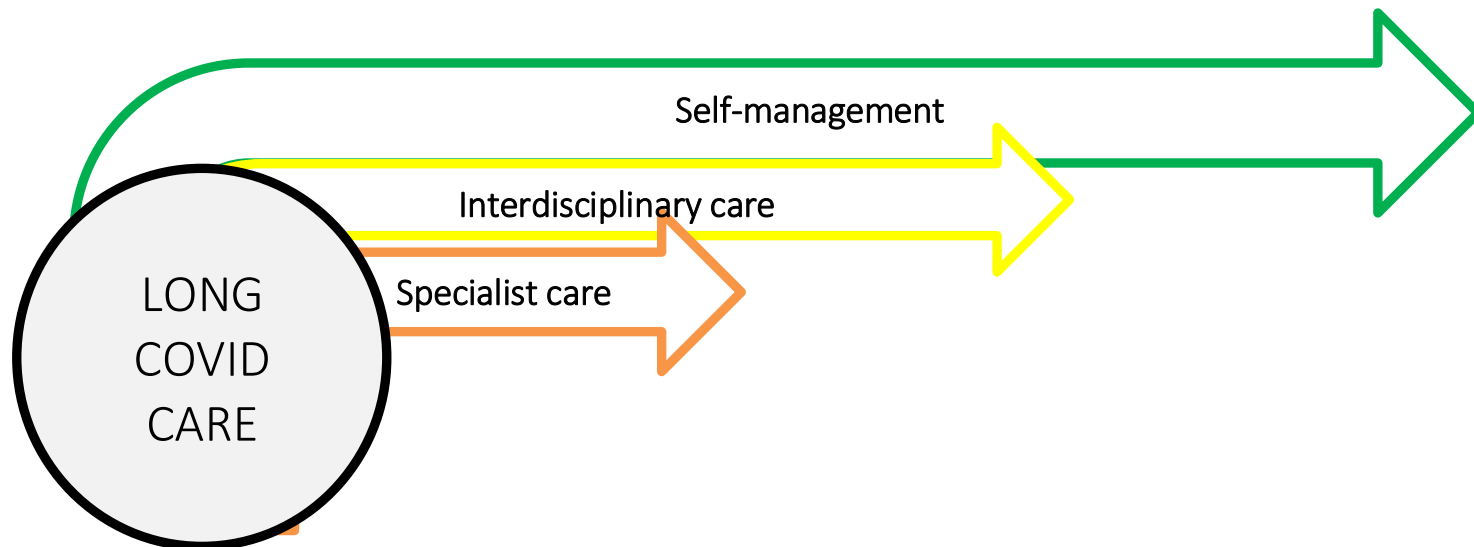 Self-management
Interdisciplinary care
Specialist care
LONG
COVID
CARE